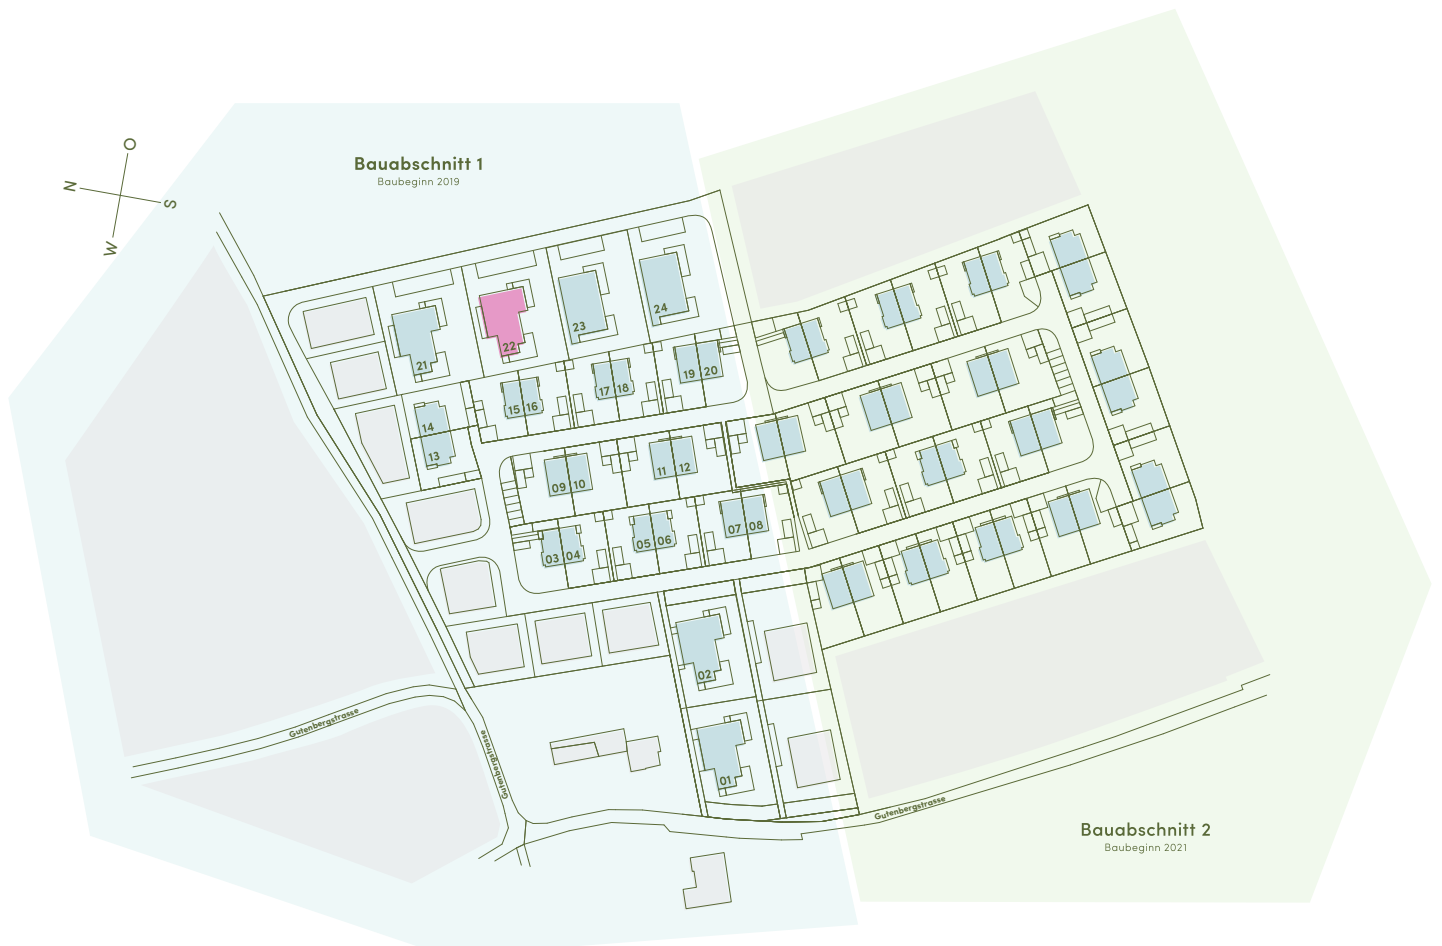 O
N
S
W
Bauabschnitt 1
Baubeginn 2019
24
23
22
21
19 20
17 18
15 16
14
13
11 12
09 10
07 08
05 06
03 04
02
01
Gutenbergstrasse
Gutenbergstrasse
Gutenbergstrasse
Bauabschnitt 2
Baubeginn 2021